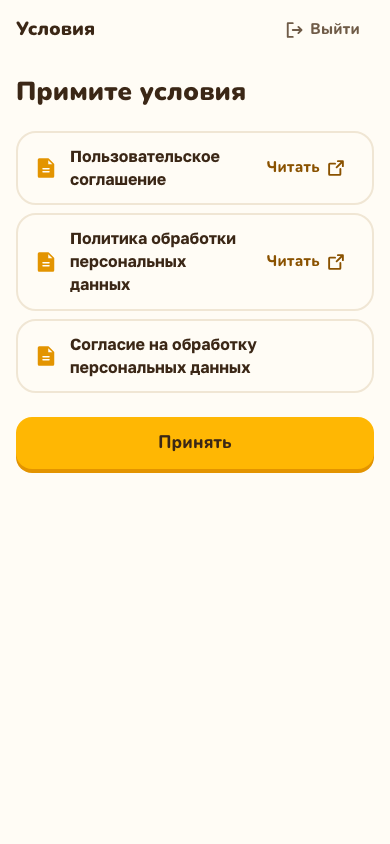 Условия
Выйти
Примите условия
Пользовательское
соглашение
Читать
Политика обработки
персональных
данных
Читать
Согласие на обработку
персональных данных
Принять